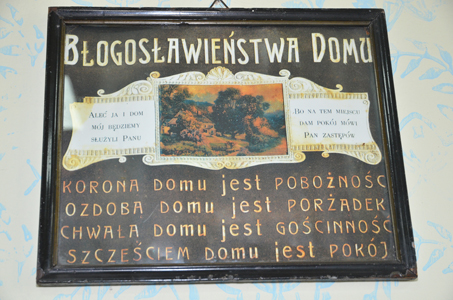 BŁOGOSŁAWIEŃSTWA DOMU
ALEĆ JA I DOM
MÓJ BĘDZIEMY
SŁUŻYLI PANU
BO NA TEM MIEJSCU
DAM POKÓJ MÓWI
PAN ZASTĘPÓW
KORONA DOMU jest POBOŻNOŚĆ
OZDOBA DOMU jest PORZĄDEK
CHWAŁA DOMU jest GOŚCINNOŚĆ
SZCZĘŚCIEM DOMU jest POKÓJ